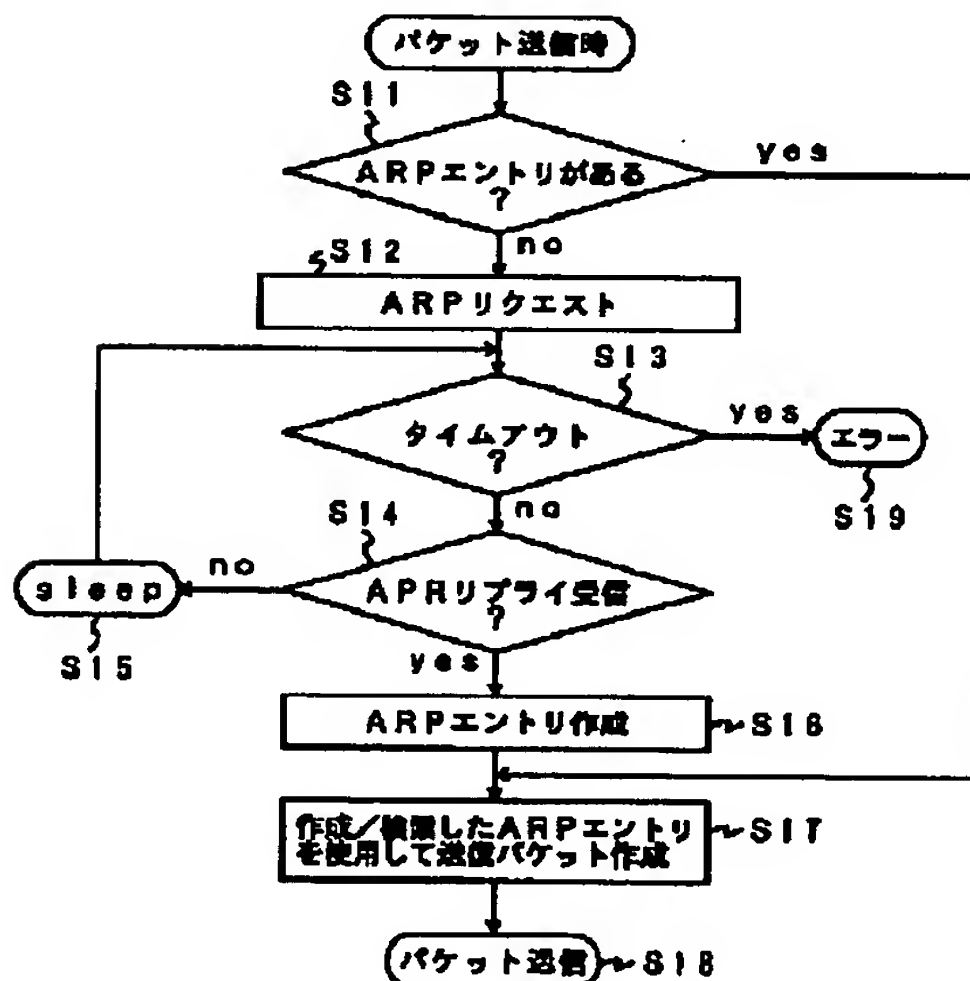 パケット送信時
S11
ARPエントリがある
?
yes
no
S12
ARPリクエスト
S13
タイムアウト
?
yes
エラー
S19
no
S14
APRリプライ受信
?
no
sleep
S15
yes
ARPエントリ作成
S16
作成/検索したARPエントリ
を使用して送信パケット作成
S17
パケット送信
S18